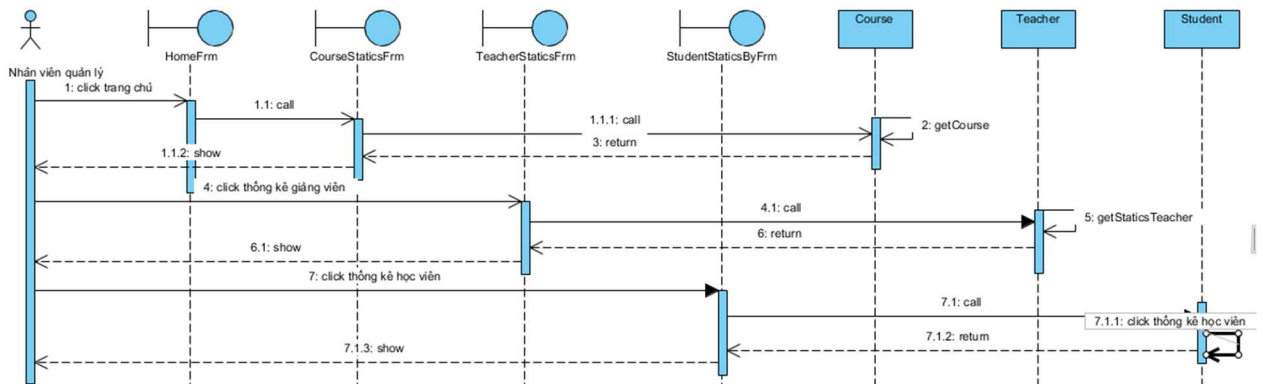 Course
Teacher
Student
HomeFrm
CourseStaticsFrm
TeacherStaticsFrm
StudentStaticsByFrm
Nhân viên quản lý
1: click trang chủ
1.1: call
1.1.1: call
2: getCourse
3: return
1.1.2: show
4: click thống kê giảng viên
4.1: call
5: getStaticsTeacher
6: return
6.1: show
7: click thống kê học viên
7.1: call
7.1.1: click thống kê học viên
7.1.2: return
7.1.3: show